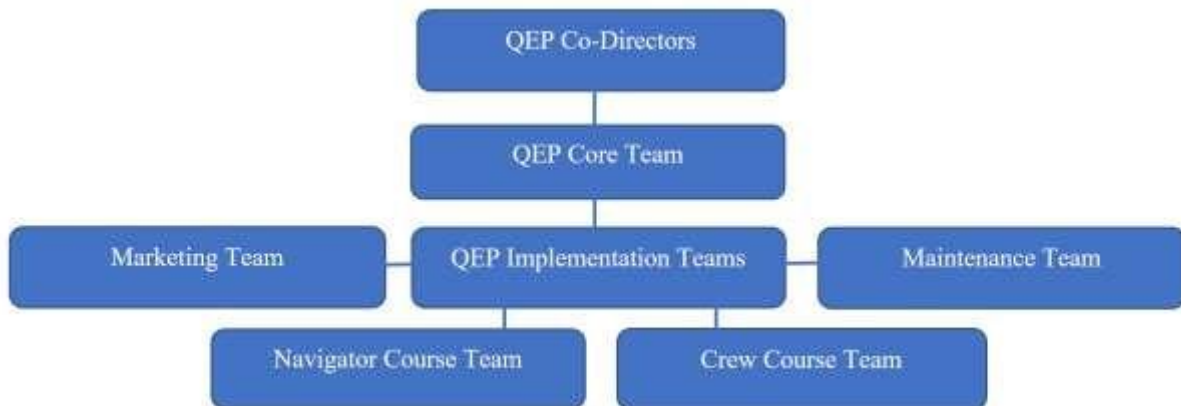 QEP Co-Directors
QEP Core Team
Marketing Team
QEP Implementation Teams
Maintenance Team
Navigator Course Team
Crew Course Team